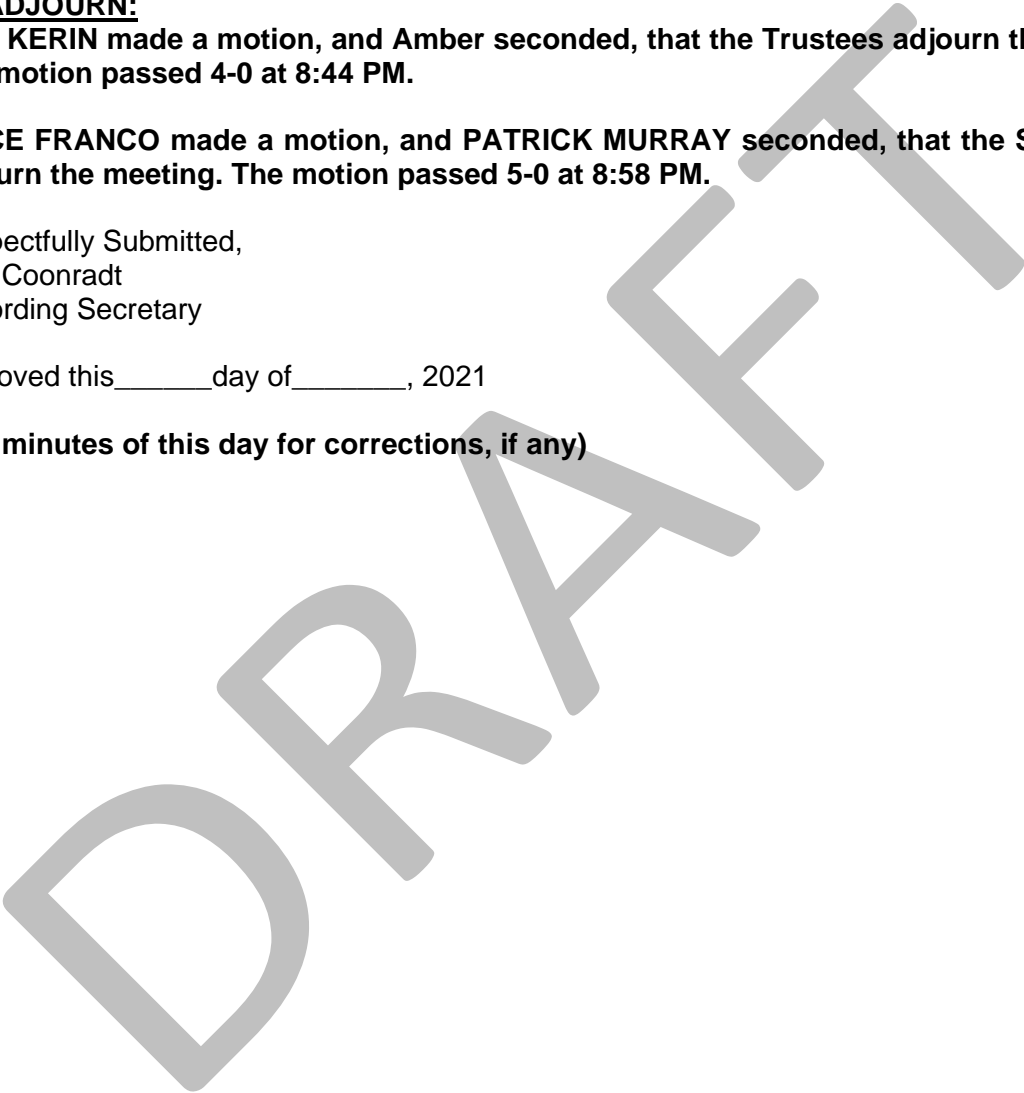 ADJOURN:
KERIN made a motion, and Amber seconded, that the Trustees adjourn th
motion passed 4-0 at 8:44 PM.
CE FRANCO made a motion, and PATRICK MURRAY seconded, that the S
urn the meeting. The motion passed 5-0 at 8:58 PM.
pectfully Submitted,
Coonradt
ording Secretary
oved this______day of_______, 2021
minutes of this day for corrections, if any)
DRAFT